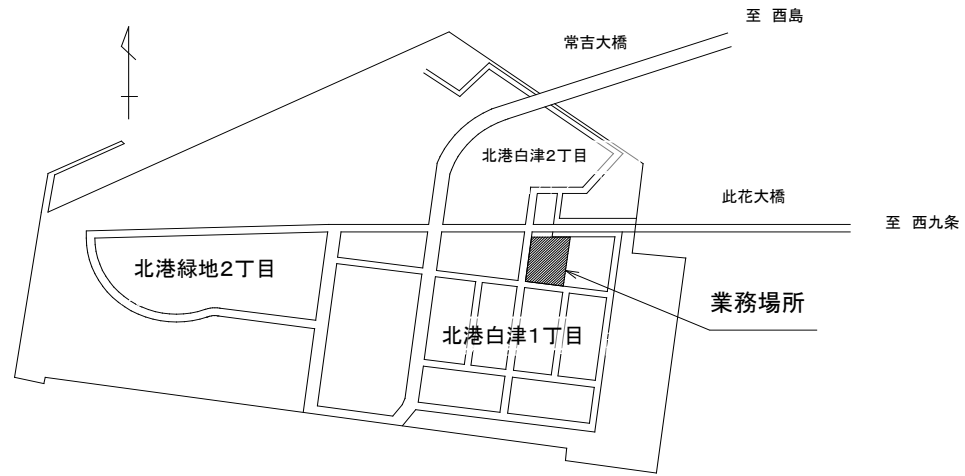 至 酉島
常吉大橋
北港白津2丁目
此花大橋
至 西九条
北港緑地2丁目
業務場所
北港白津1丁目